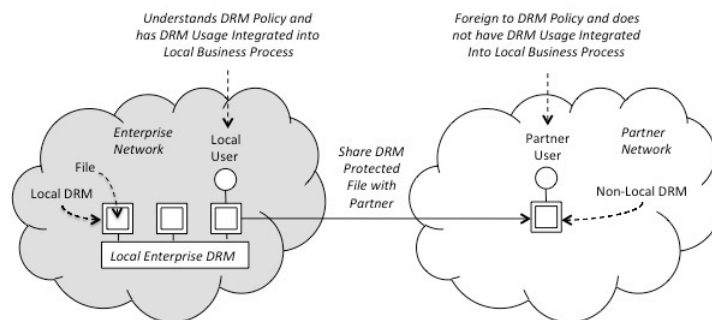 Understands DRM Policy and
has DRM Usage Integrated into
Local Business Process
Foreign to DRM Policy and does
not have DRM Usage Integrated
Into Local Business Process
Enterprise
Network
Local
User
File
Local DRM
Local Enterprise DRM
Share DRM
Protected
File with
Partner
Partner
User
Partner
Network
Non-Local DRM